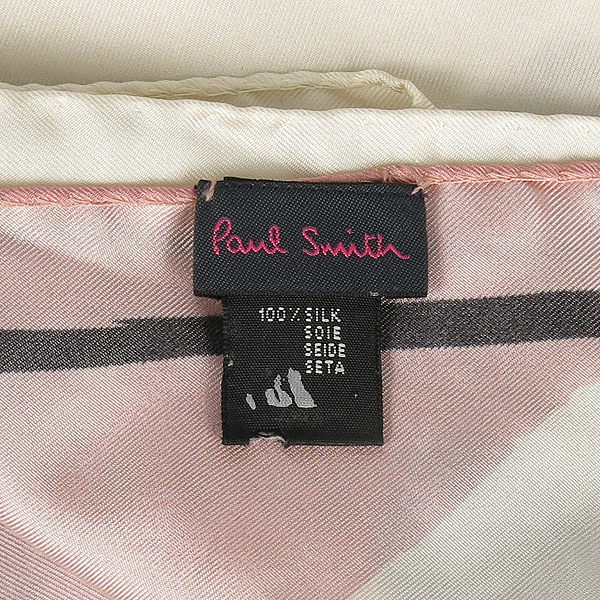 Paul Smith
100% SILK
SOIE
SEIDE
SETA